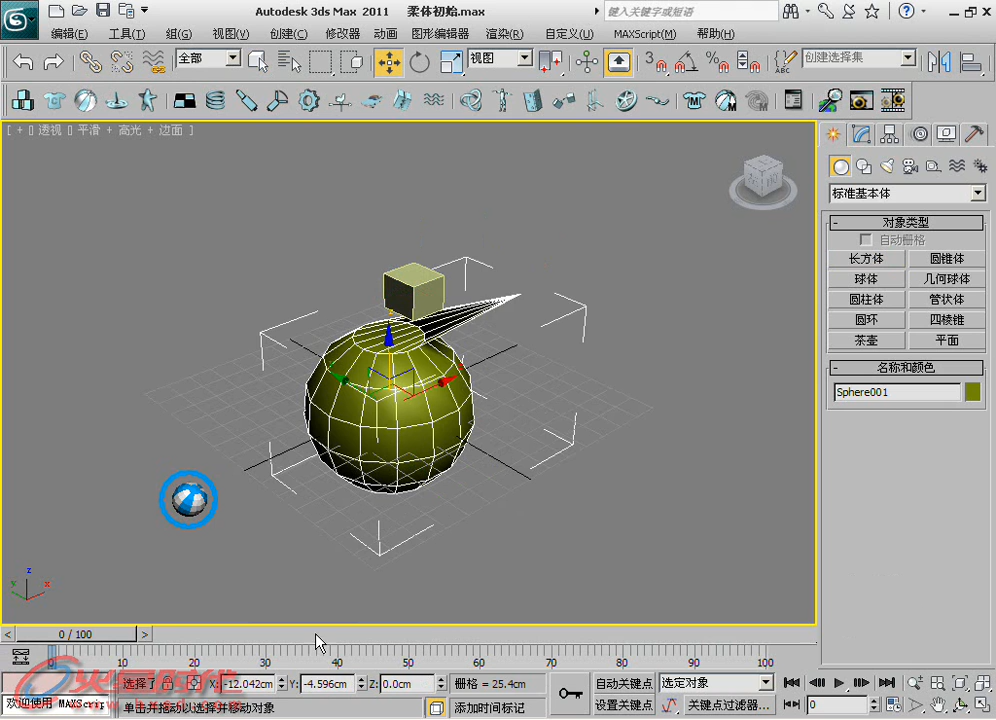 Autodesk 3ds Max 2011 柔体初始.max 键入关键字或短语
编辑(E) 工具(T) 组(G) 视图(V) 创建(C) 修改器 动画 图形编辑器 渲染(R) 自定义(U) MAXScript(M) 帮助(H)
全部 视图 3 创建选择集
[ + [] 透视 [] 平滑 + 高光 + 边面 ]
标准基本体
- 对象类型
自动栅格
长方体 圆锥体
球体 几何球体
圆柱体 管状体
圆环 四棱锥
茶壶 平面
- 名称和颜色
Sphere001
z
y x
< 0 / 100 >
0 10 20 30 40 50 60 70 80 90 100
选择了 X: -12.042cm Y: -4.596cm Z: 0.0cm 栅格 = 25.4cm 自动关键点 选定对象
欢迎使用 MAXScrip 单击并拖动以选择并移动对象 添加时间标记 设置关键点 关键点过滤器... 0